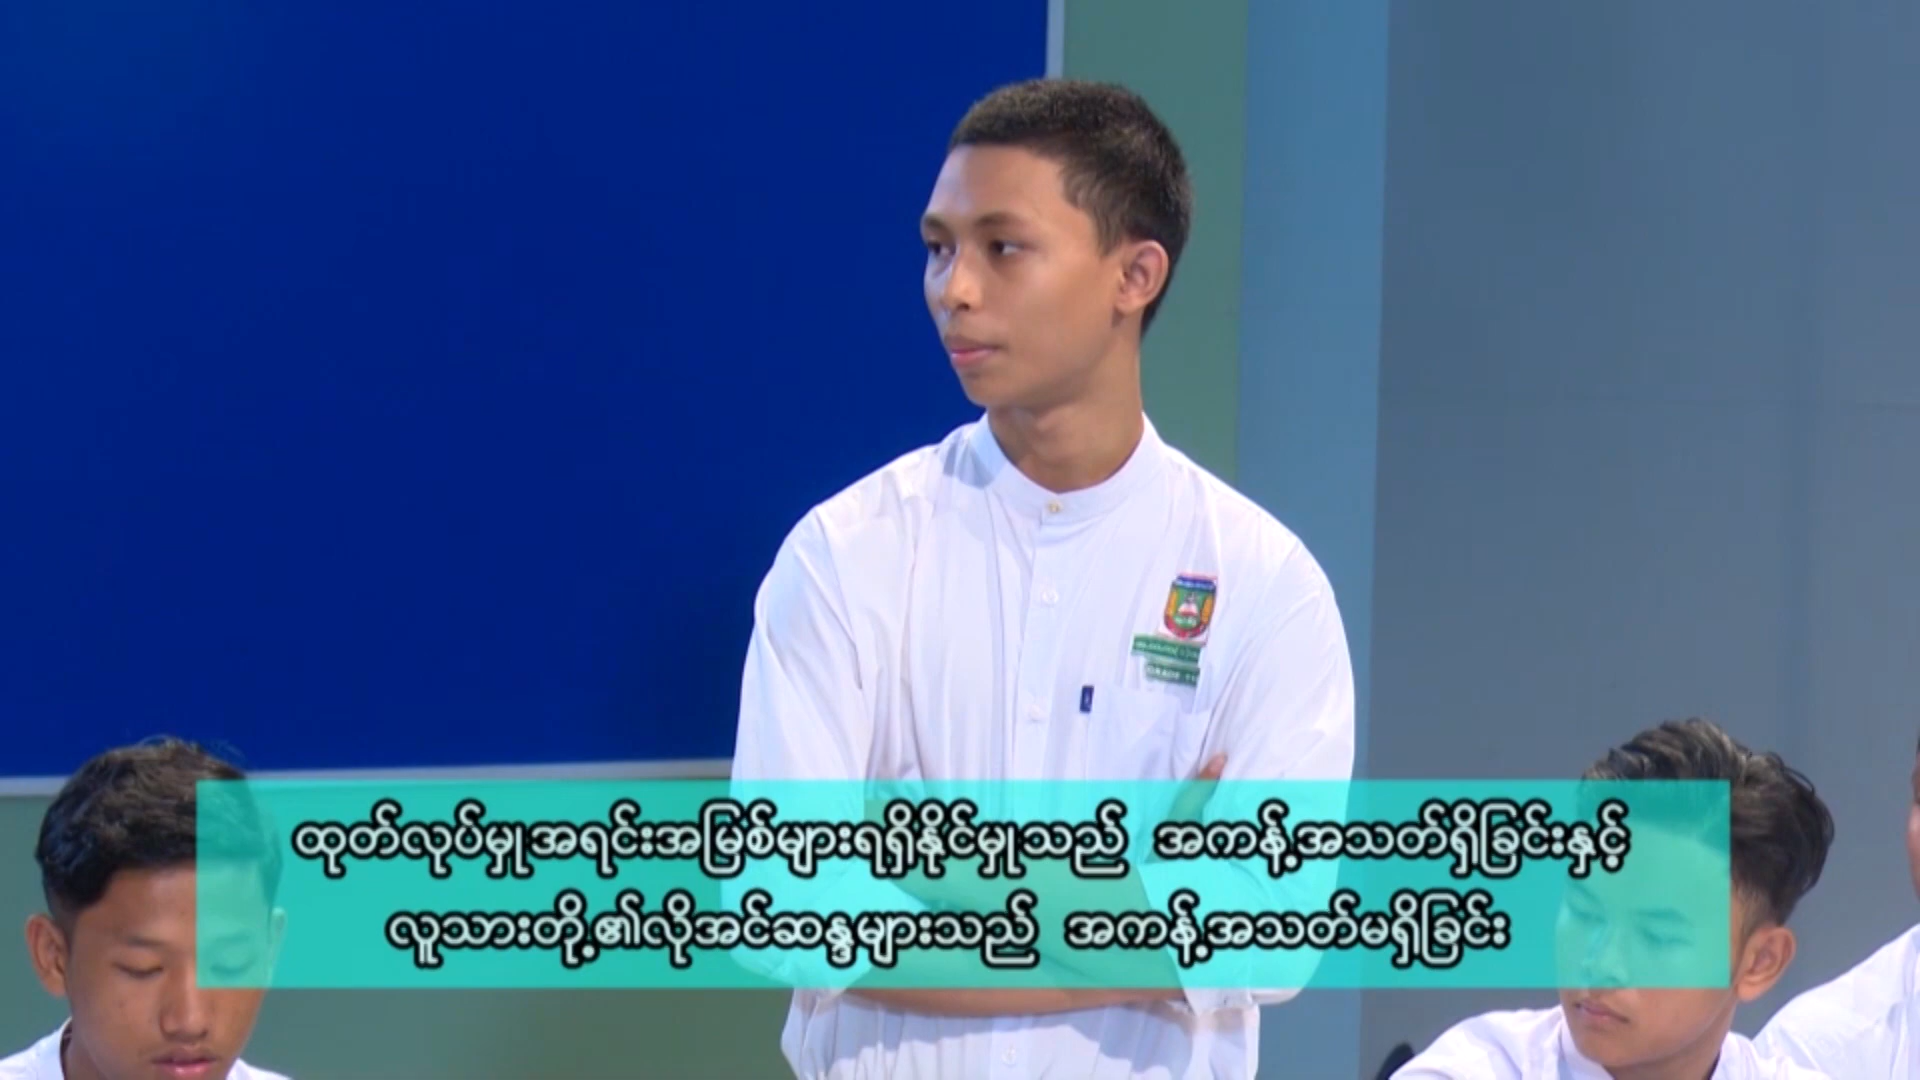 ထုတ်လုပ်မှုအရင်းအမြစ်များရရှိနိုင်မှုသည် အကန့်အသတ်ရှိခြင်းနှင့်
လူသားတို့၏လိုအင်ဆန္ဒများသည် အကန့်အသတ်မရှိခြင်း